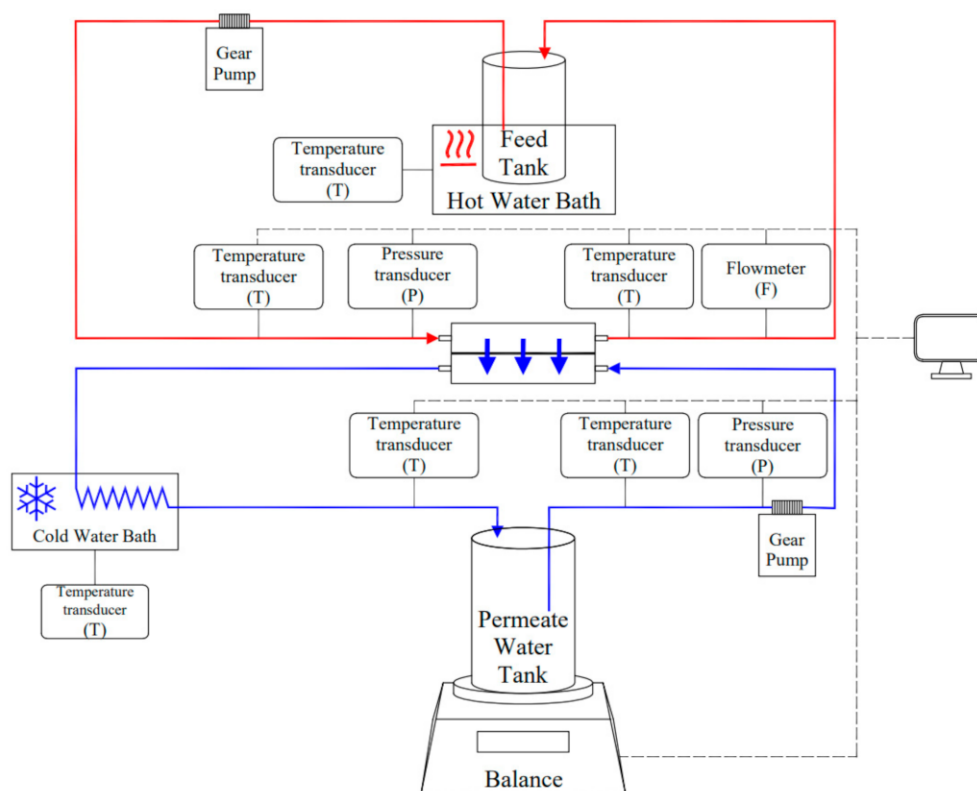 Gear
Pump
Feed
Tank
Hot Water Bath
Temperature
transducer
(T)
Temperature
transducer
(T)
Pressure
transducer
(P)
Temperature
transducer
(T)
Flowmeter
(F)
Temperature
transducer
(T)
Temperature
transducer
(T)
Pressure
transducer
(P)
Cold Water Bath
Temperature
transducer
(T)
Gear
Pump
Permeate
Water
Tank
Balance